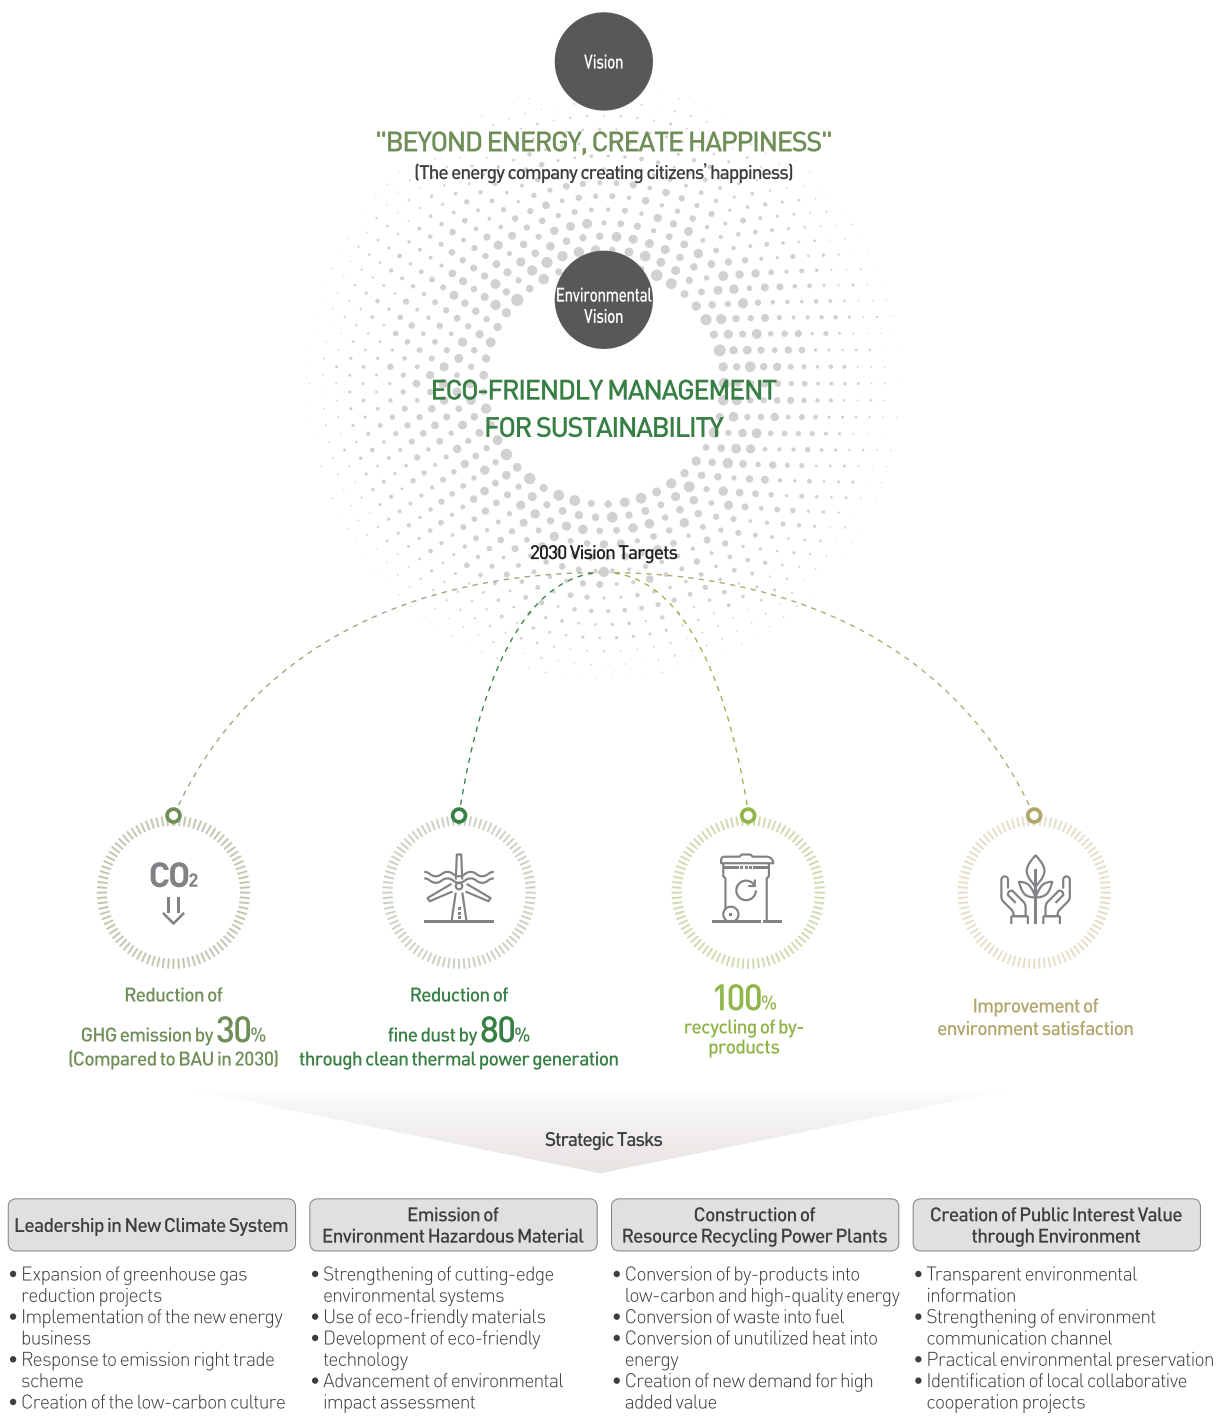 Vision
"BEYOND ENERGY, CREATE HAPPINESS"
(The energy company creating citizens' happiness)
Environmental
Vision
ECO-FRIENDLY MANAGEMENT
FOR SUSTAINABILITY
2030 Vision Targets
CO2
Reduction of
GHG emission by 30%
(Compared to BAU in 2030)
Reduction of
fine dust by 80%
through clean thermal power generation
100%
recycling of by-
products
Improvement of
environment satisfaction
Strategic Tasks
Leadership in New Climate System
• Expansion of greenhouse gas
reduction projects
• Implementation of the new energy
business
• Response to emission right trade
scheme
• Creation of the low-carbon culture
Emission of
Environment Hazardous Material
• Strengthening of cutting-edge
environmental systems
• Use of eco-friendly materials
• Development of eco-friendly
technology
• Advancement of environmental
impact assessment
Construction of
Resource Recycling Power Plants
• Conversion of by-products into
low-carbon and high-quality energy
• Conversion of waste into fuel
• Conversion of unutilized heat into
energy
• Creation of new demand for high
added value
Creation of Public Interest Value
through Environment
• Transparent environmental
information
• Strengthening of environment
communication channel
• Practical environmental preservation
• Identification of local collaborative
cooperation projects